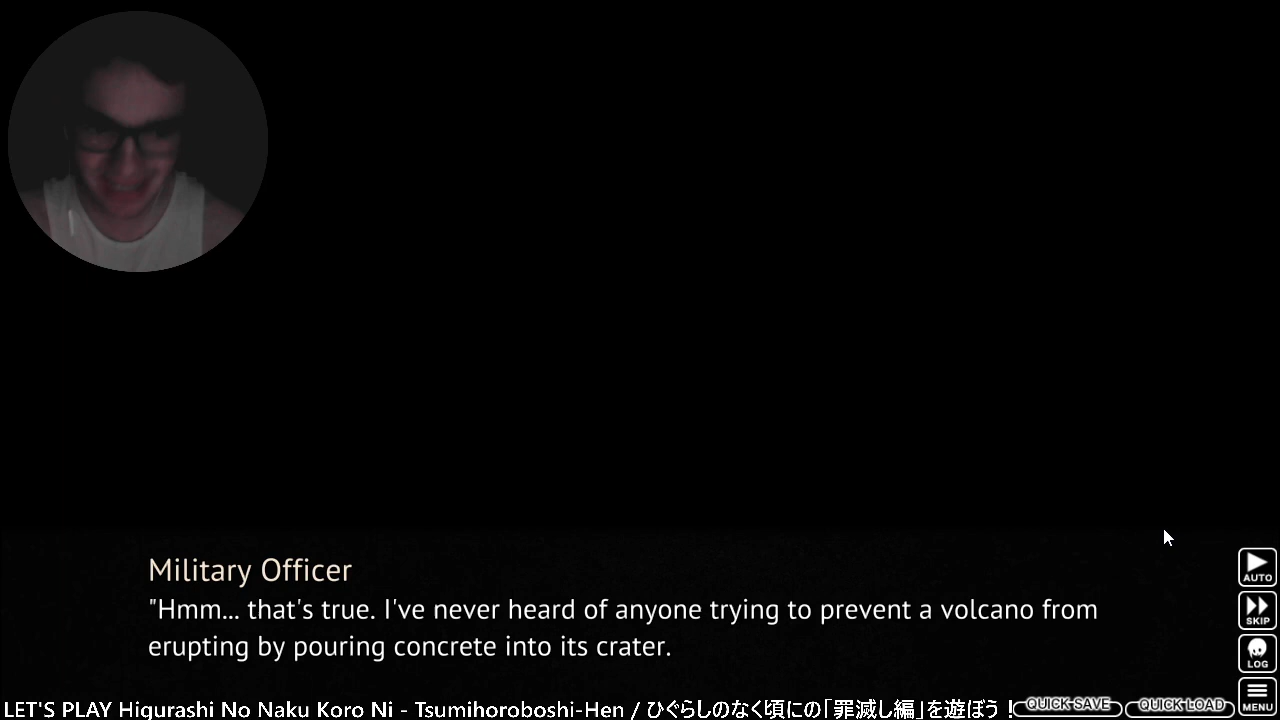 Military Officer
"Hmm... that's true. I've never heard of anyone trying to prevent a volcano from
erupting by pouring concrete into its crater.
AUTO
SKIP
LOG
MENU
QUICK SAVE
QUICK LOAD
LET'S PLAY Higurashi No Naku Koro Ni - Tsumihoroboshi-Hen / ひぐらしのなく頃にの「罪滅し編」を遊ぼう！